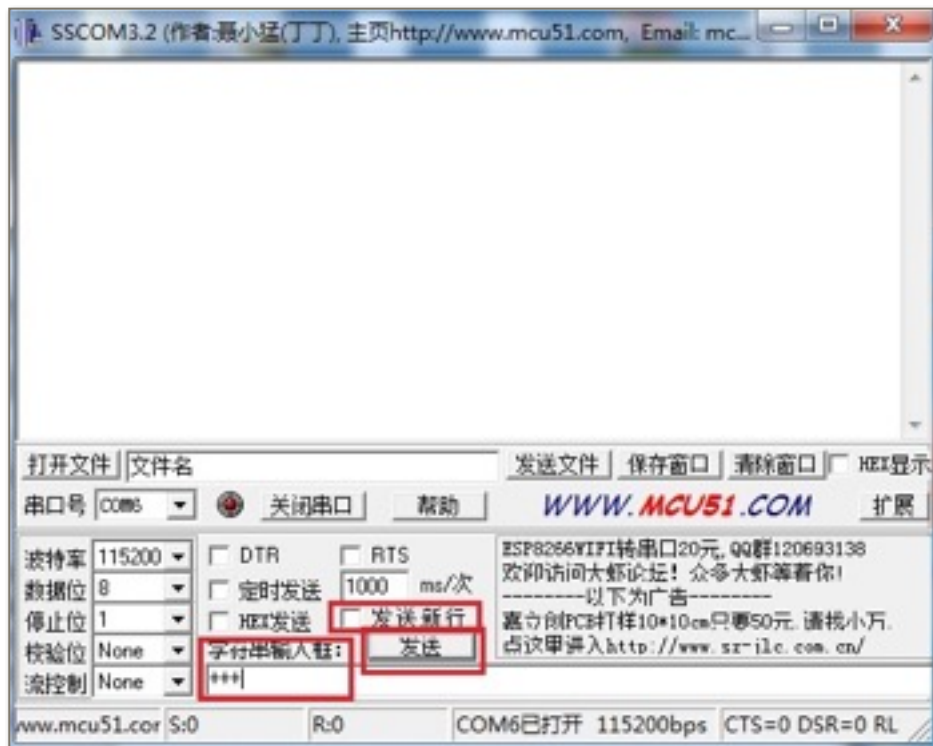 SSCOM3.2 (作者:聂小猛(丁丁), 主页http://www.mcu51.com, Email: mc...
打开文件 文件名 发送文件 保存窗口 清除窗口 HEX显示
串口号 COM6 关闭串口 帮助 WWW.MCU51.COM 扩展
波特率 115200 DTR RTS
数据位 8 定时发送 1000 ms/次
停止位 1 HEX发送 发送新行
校验位 None 字符串输入框: 发送
流控制 None +++
ESP8266WIFI转串口20元,QQ群120693138
欢迎访问大虾论坛! 众多大虾等着你!
--------以下为广告--------
嘉立创PCB打样10*10cm只要50元.请找小万.
点这里进入http://www.sz-jlc.com.cn/
www.mcu51.cor S:0 R:0 COM6已打开 115200bps CTS=0 DSR=0 RL